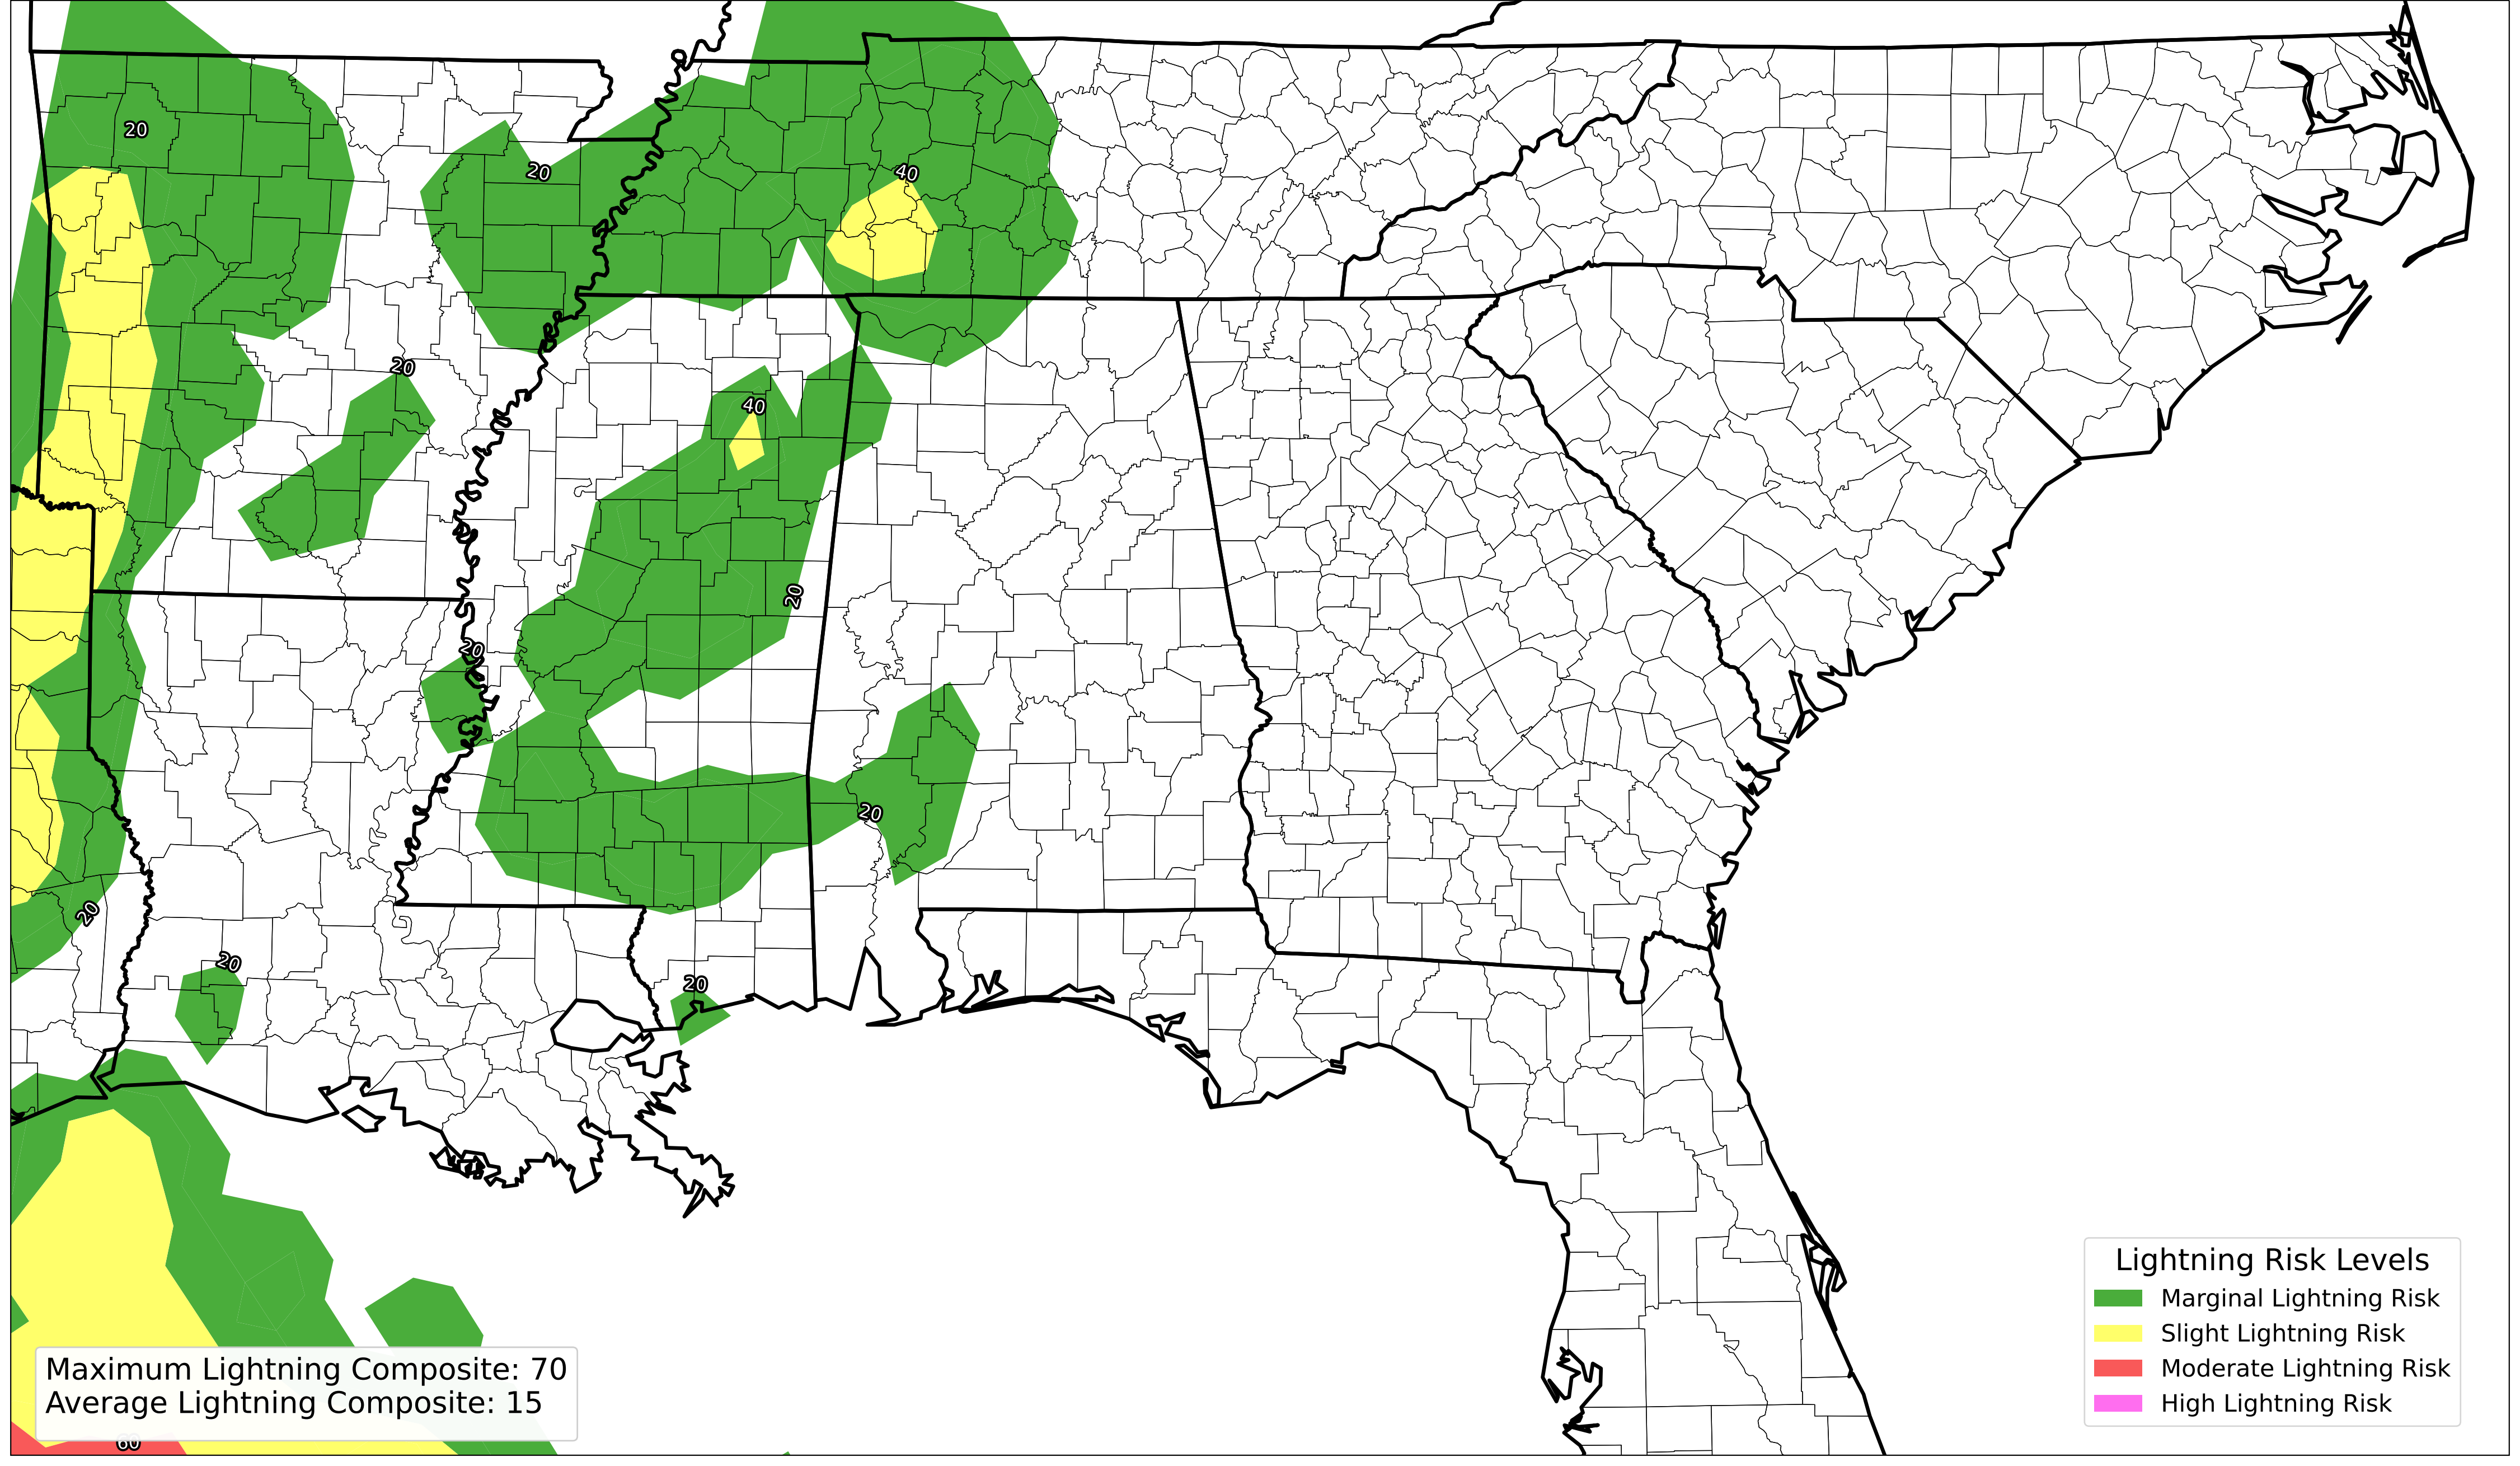 20
20
40
20
40
20
20
20
20
20
20
Lightning Risk Levels
Marginal Lightning Risk
Slight Lightning Risk
Moderate Lightning Risk
High Lightning Risk
Maximum Lightning Composite: 70
Average Lightning Composite: 15
60